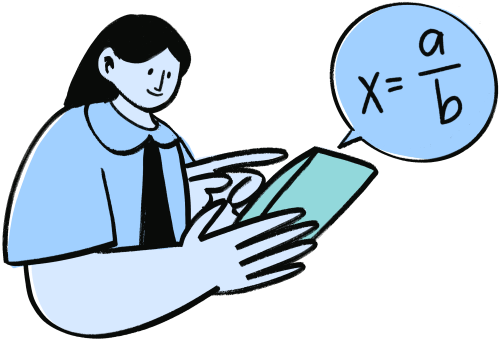 x = a/b